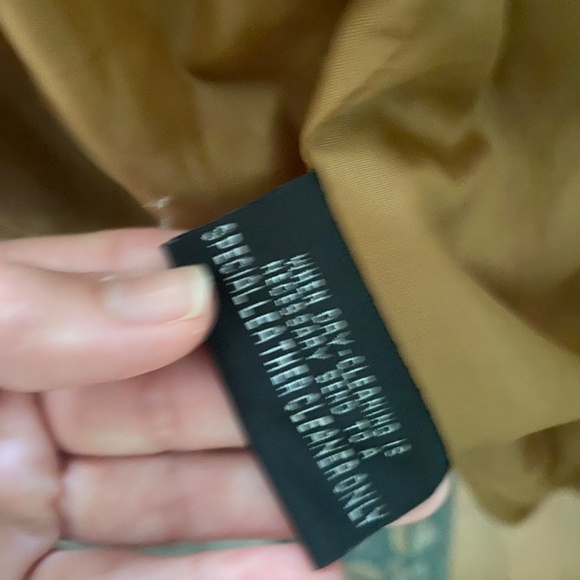 WHEN DRY-CLEANING IS
NECESSARY, SEND TO A
SPECIAL LEATHER CLEANER ONLY